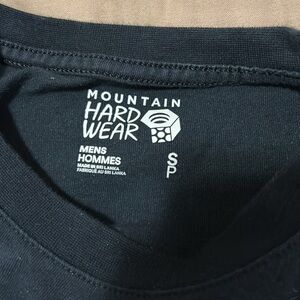 MOUNTAIN
HARD
WEAR
MENS
HOMMES
MADE IN SRI LANKA
FABRIQUÉ AU SRI LANKA
S
P